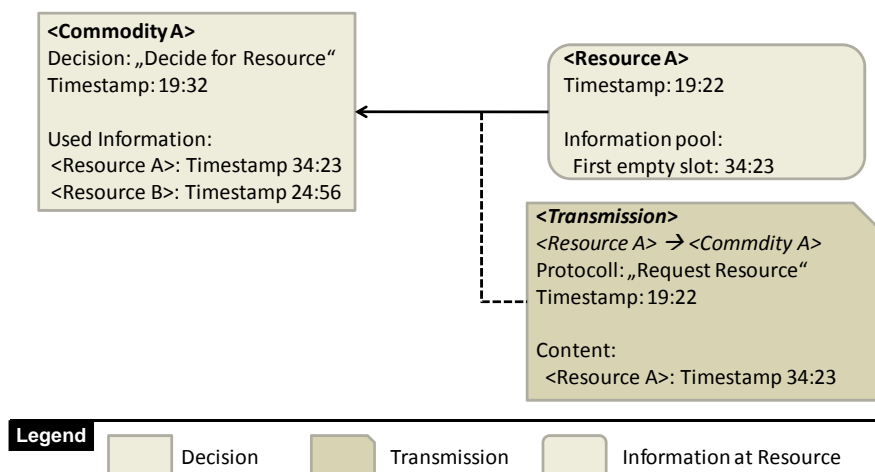 <Commodity A>
Decision: „Decide for Resource“
Timestamp: 19:32
Used Information:
<Resource A>: Timestamp 34:23
<Resource B>: Timestamp 24:56
<Resource A>
Timestamp: 19:22
Information pool:
First empty slot: 34:23
<Transmission>
<Resource A> → <Commdity A>
Protocoll: „Request Resource“
Timestamp: 19:22
Content:
<Resource A>: Timestamp 34:23
Legend
Decision
Transmission
Information at Resource